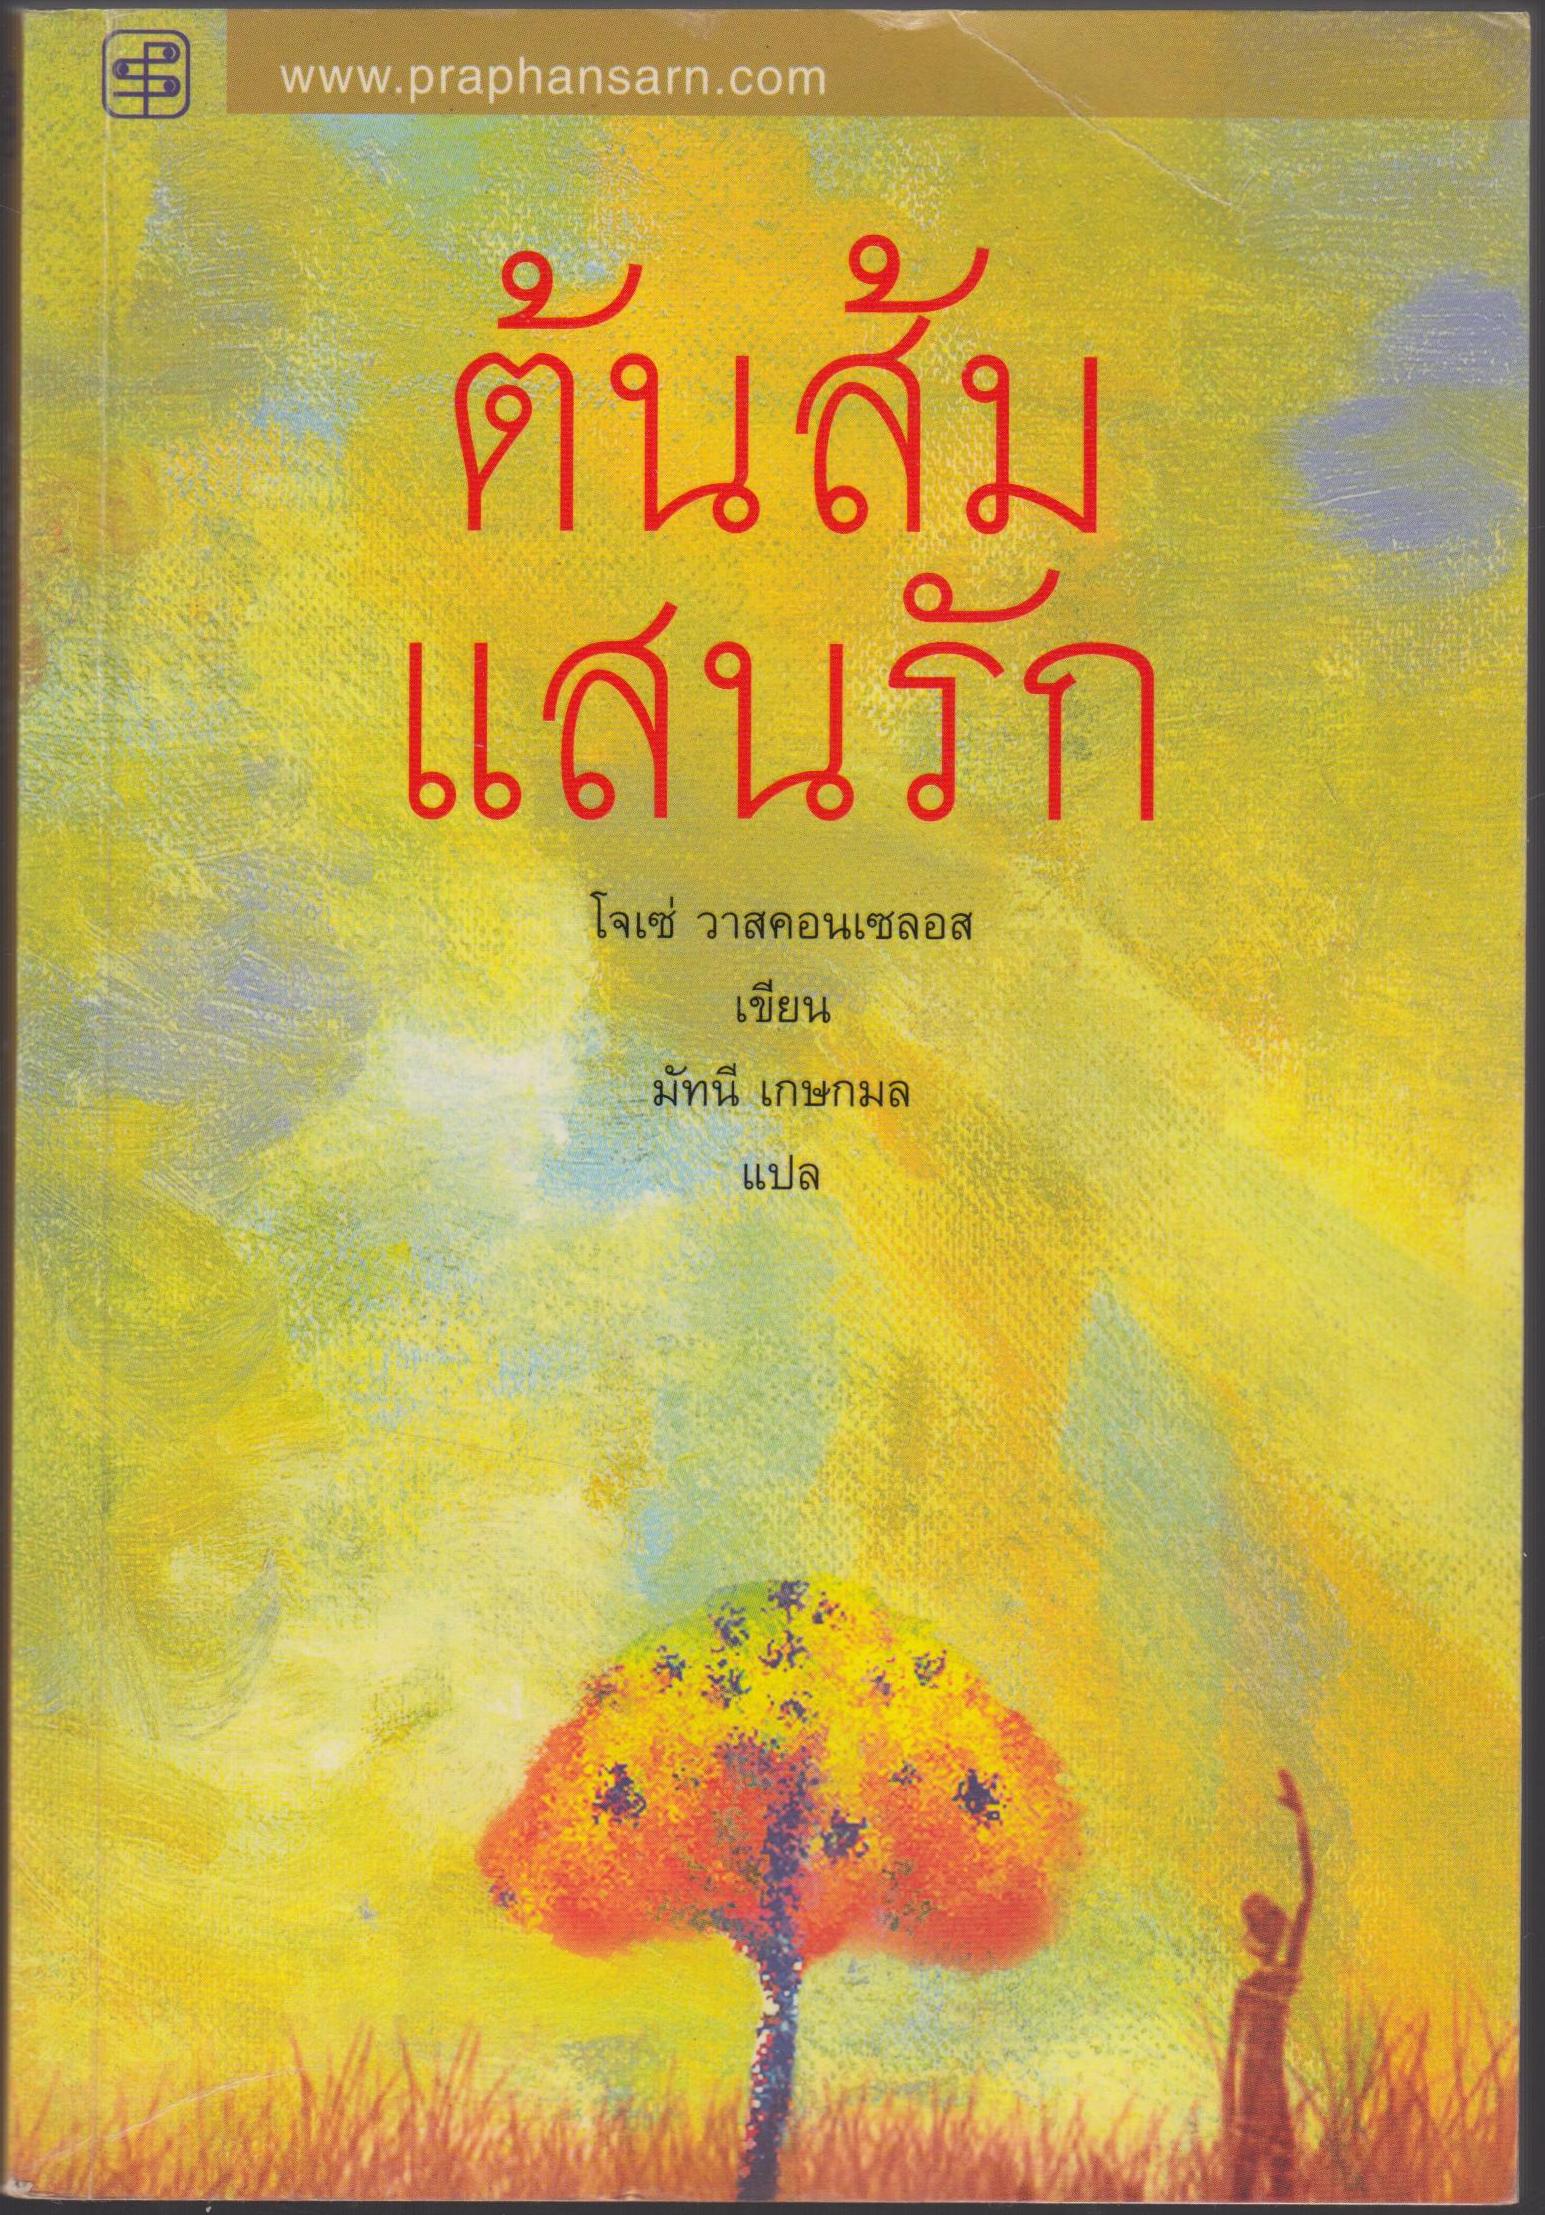 www.praphansarn.com
ต้นส้ม
แสนรัก
โจเซ่ วาสคอนเซลอส
เขียน
มัทนี เกษกมล
แปล